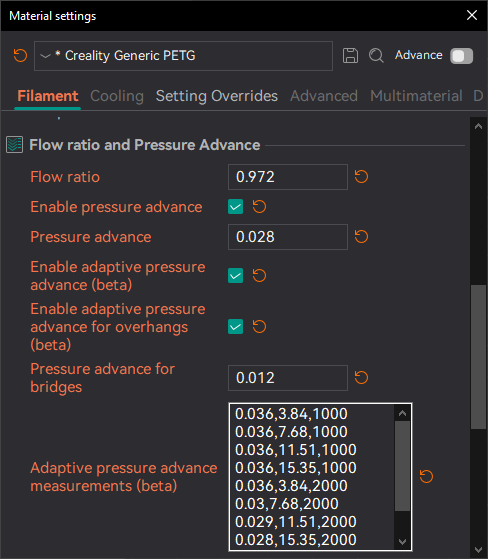 Material settings
* Creality Generic PETG
Advance
Filament Cooling Setting Overrides Advanced Multimaterial D
Flow ratio and Pressure Advance
Flow ratio
0.972
Enable pressure advance
Pressure advance
0.028
Enable adaptive pressure
advance (beta)
Enable adaptive pressure
advance for overhangs
(beta)
Pressure advance for
bridges
0.012
Adaptive pressure advance
measurements (beta)
0.036,3.84,1000
0.036,7.68,1000
0.036,11.51,1000
0.036,15.35,1000
0.036,3.84,2000
0.03,7.68,2000
0.029,11.51,2000
0.028,15.35,2000